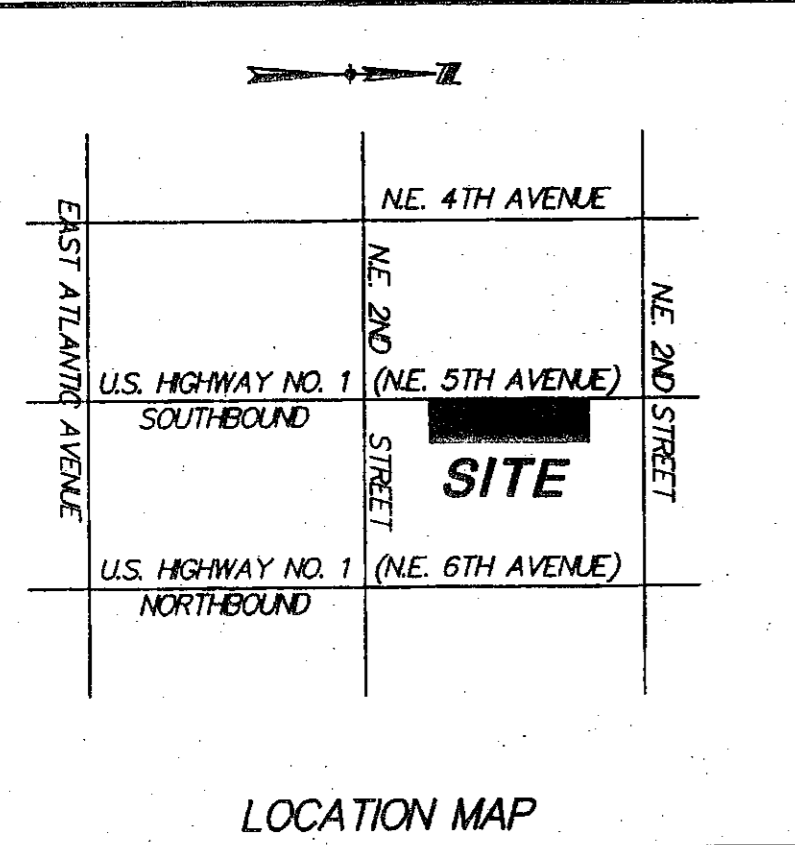 N
N.E. 4TH AVENUE
EAST ATLANTIC AVENUE
N.E. 2ND STREET
N.E. 2ND STREET
U.S. HIGHWAY NO. 1 (N.E. 5TH AVENUE)
SOUTHBOUND
SITE
U.S. HIGHWAY NO. 1 (N.E. 6TH AVENUE)
NORTHBOUND
LOCATION MAP